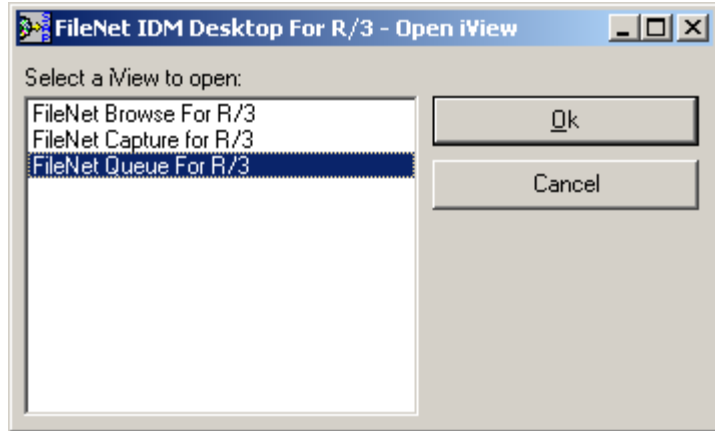 FileNet IDM Desktop For R/3 - Open iView
Select a iView to open:
FileNet Browse For R/3
FileNet Capture for R/3
FileNet Queue For R/3
Ok
Cancel